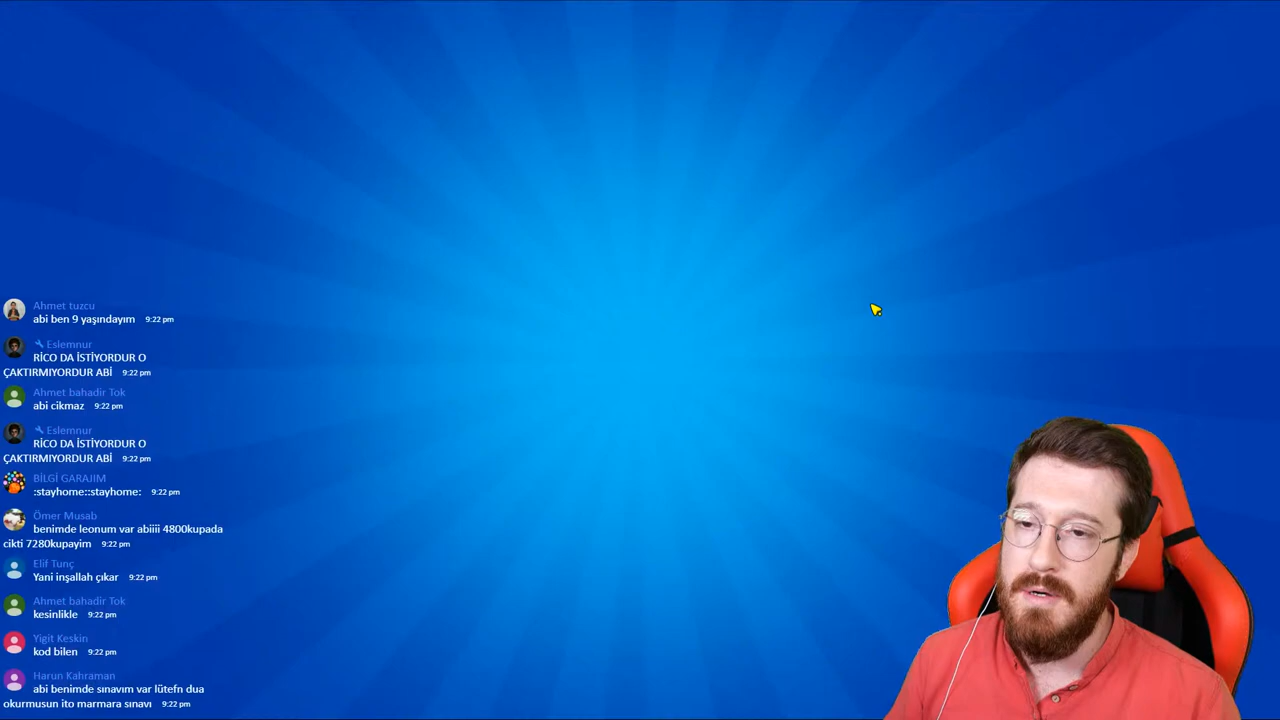 Ahmet tuzcu
abi ben 9 yaşındayım 9:22 pm
Eslemnur
RİCO DA İSTİYORDUR O
ÇAKTIRMIYORDUR ABİ 9:22 pm
Ahmet bahadir Tok
abi cikmaz 9:22 pm
Eslemnur
RİCO DA İSTİYORDUR O
ÇAKTIRMIYORDUR ABİ 9:22 pm
BİLGİ GARAJIM
:stayhome::stayhome: 9:22 pm
Ömer Musab
benimde leonum var abiiii 4800kupada
cikti 7280kupayim 9:22 pm
Elif Tunç
Yani inşallah çıkar 9:22 pm
Ahmet bahadir Tok
kesinlikle 9:22 pm
Yigit Keskin
kod bilen 9:22 pm
Harun Kahraman
abi benimde sınavım var lütefn dua
okurmusun ito marmara sınavı 9:22 pm